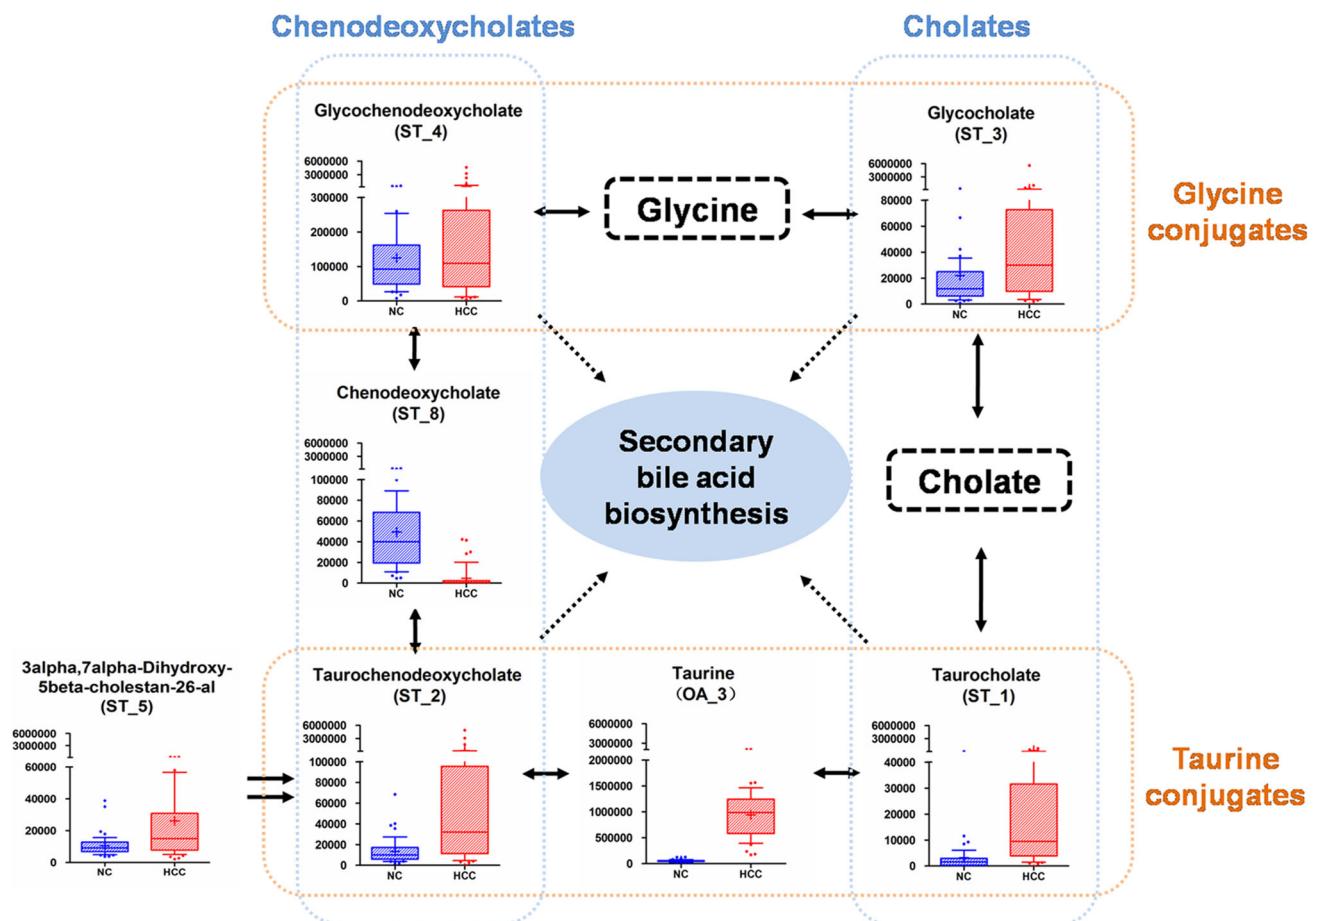 Chenodeoxycholates
Cholates
Glycochenodeoxycholate
(ST_4)
6000000
3000000
300000
200000
100000
0
NC HCC
Glycine
Glycocholate
(ST_3)
6000000
3000000
80000
60000
40000
20000
0
NC HCC
Glycine
conjugates
Chenodeoxycholate
(ST_8)
6000000
3000000
100000
80000
60000
40000
20000
0
NC HCC
Secondary
bile acid
biosynthesis
Cholate
3alpha,7alpha-Dihydroxy-
5beta-cholestan-26-al
(ST_5)
6000000
3000000
60000
40000
20000
0
NC HCC
Taurochenodeoxycholate
(ST_2)
6000000
3000000
100000
80000
60000
40000
20000
0
NC HCC
Taurine
(OA_3)
6000000
3000000
2000000
1000000
1000000
0
NC HCC
Taurocholate
(ST_1)
6000000
3000000
40000
30000
20000
10000
0
NC HCC
Taurine
conjugates